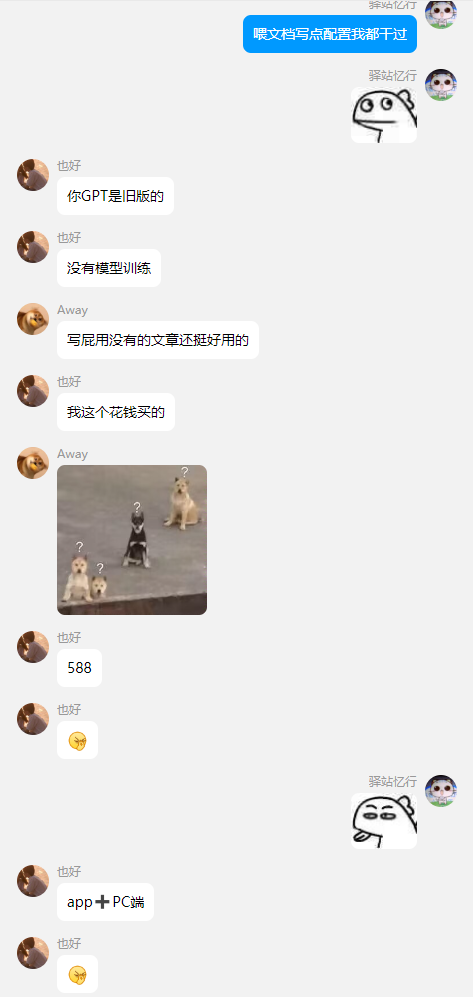 驿站忆行
喂文档写点配置我都干过
驿站忆行
也好
你GPT是旧版的
也好
没有模型训练
Away
写屁用没有的文章还挺好用的
也好
我这个花钱买的
Away
?
?
?
?
也好
588
也好
驿站忆行
也好
app➕PC端
也好